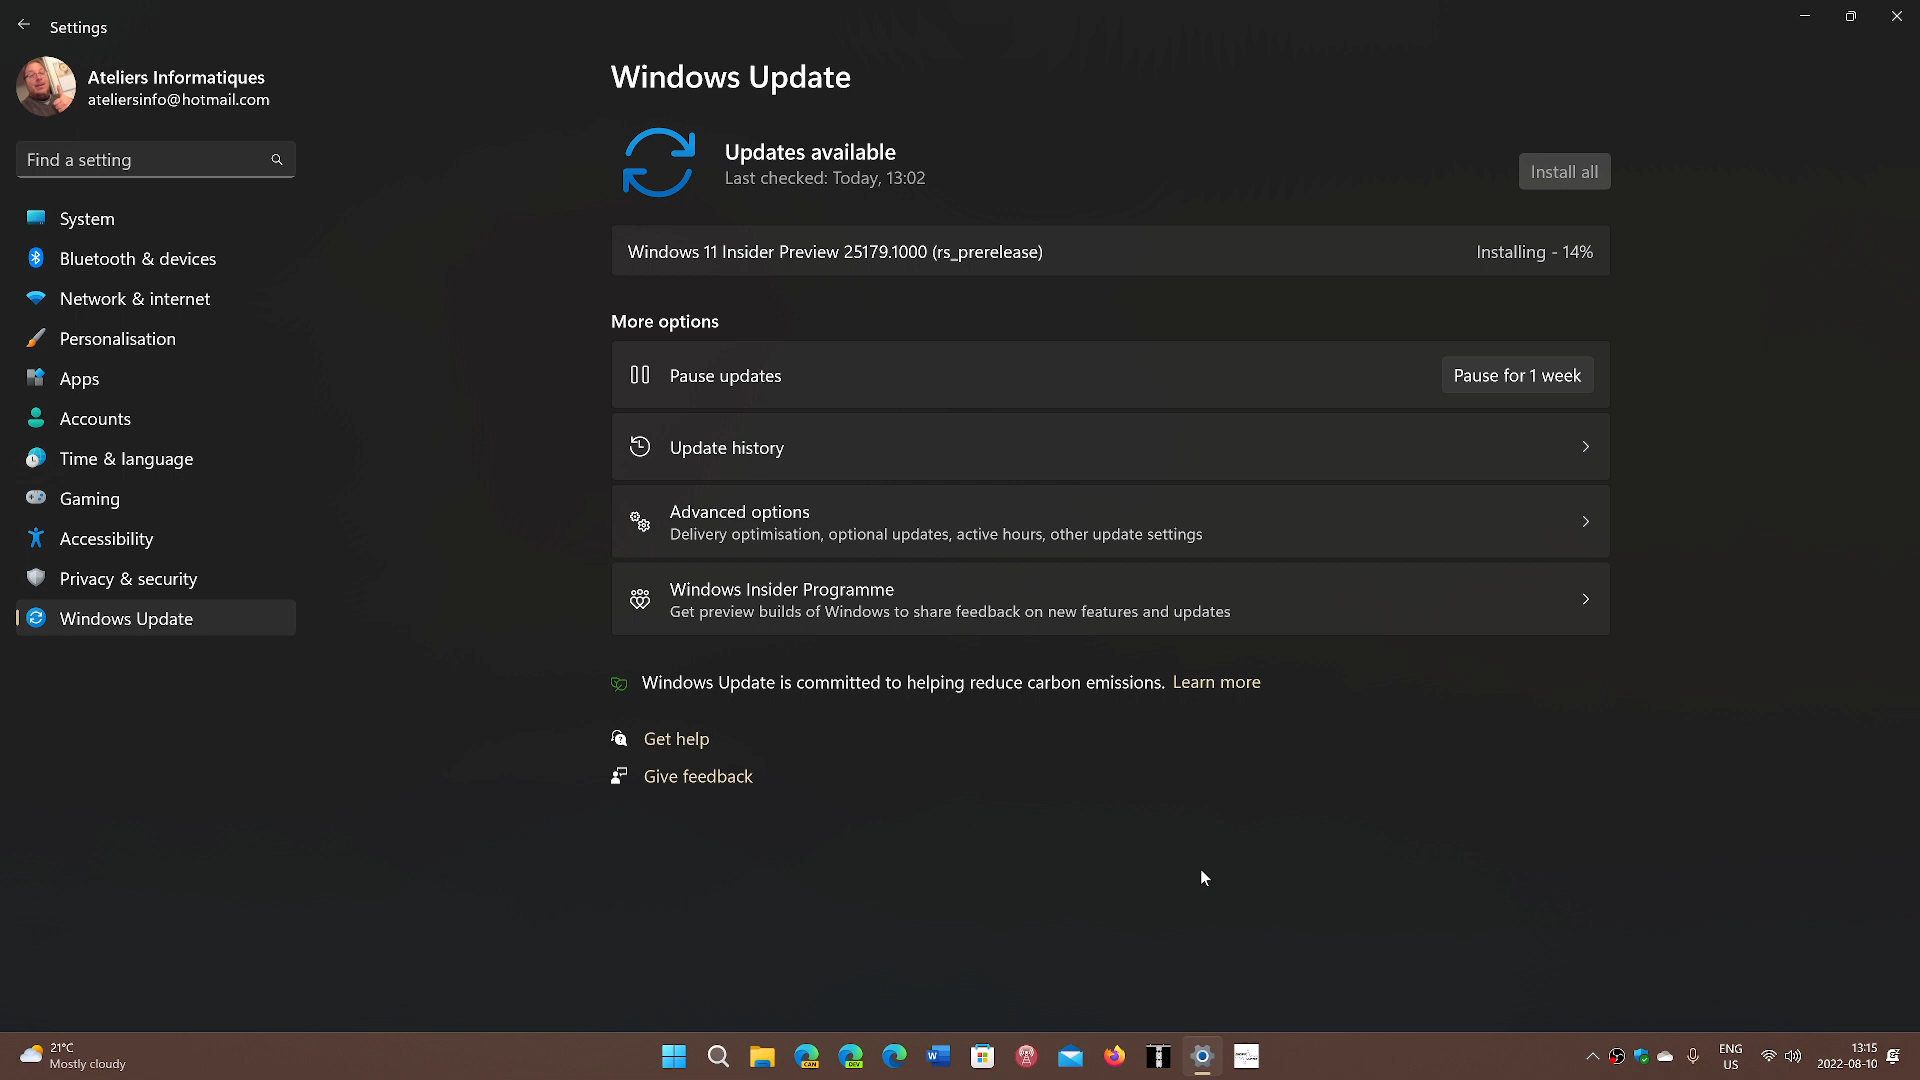 Settings
Ateliers Informatiques
ateliersinfo@hotmail.com
Find a setting
System
Bluetooth & devices
Network & internet
Personalisation
Apps
Accounts
Time & language
Gaming
Accessibility
Privacy & security
Windows Update
Windows Update
Updates available
Last checked: Today, 13:02
Install all
Windows 11 Insider Preview 25179.1000 (rs_prerelease)
Installing - 14%
More options
Pause updates
Pause for 1 week
Update history
Advanced options
Delivery optimisation, optional updates, active hours, other update settings
Windows Insider Programme
Get preview builds of Windows to share feedback on new features and updates
Windows Update is committed to helping reduce carbon emissions. Learn more
Get help
Give feedback
21°C
Mostly cloudy
CAN
DEV
W
ENG
US
13:15
2022-08-10